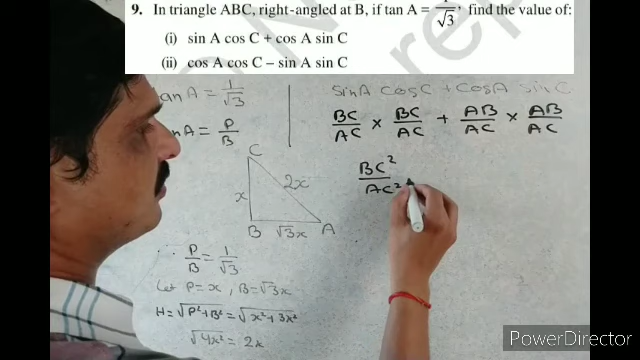 9. In triangle ABC, right-angled at B, if tan A = 1/√3, find the value of:
(i) sin A cos C + cos A sin C
(ii) cos A cos C – sin A sin C
tan A = 1/√3
A = P/B
C
x
2x
B
√3x
A
P/B = 1/√3
Let P = x, B = √3x
H = √P²+B² = √x²+3x²
√4x² = 2x
sin A cos C + cos A sin C
BC/AC × BC/AC + AB/AC × AB/AC
BC²/AC²
PowerDirector